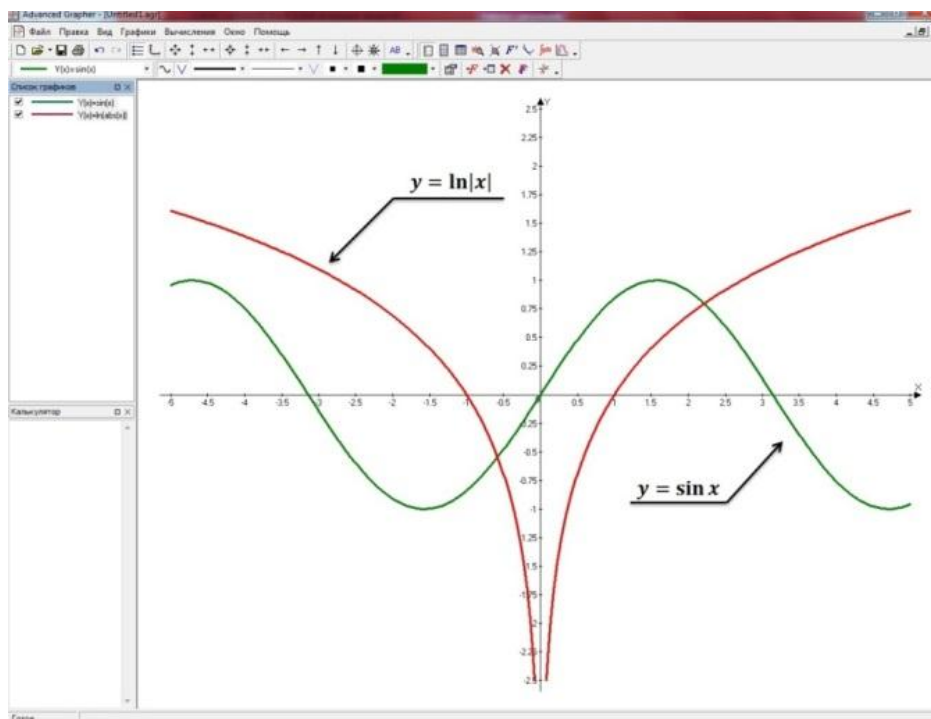 Advanced Grapher - [Untitled1.agr]
Файл Правка Вид Графики Вычисления Окно Помощь
Y(x)=sin(x)
Список графиков
Y(x)=sin(x)
Y(x)=ln(abs(x))
Калькулятор
y = ln|x|
y = sin x
Y
X
2.5
2.25
2
1.75
1.5
1.25
1
0.75
0.5
0.25
-5 -4.5 -4 -3.5 -3 -2.5 -2 -1.5 -1 -0.5 0 0.5 1 1.5 2 2.5 3 3.5 4 4.5 5
-0.25
-0.5
-0.75
-1
-1.25
-1.5
-1.75
-2
-2.25
-2.5